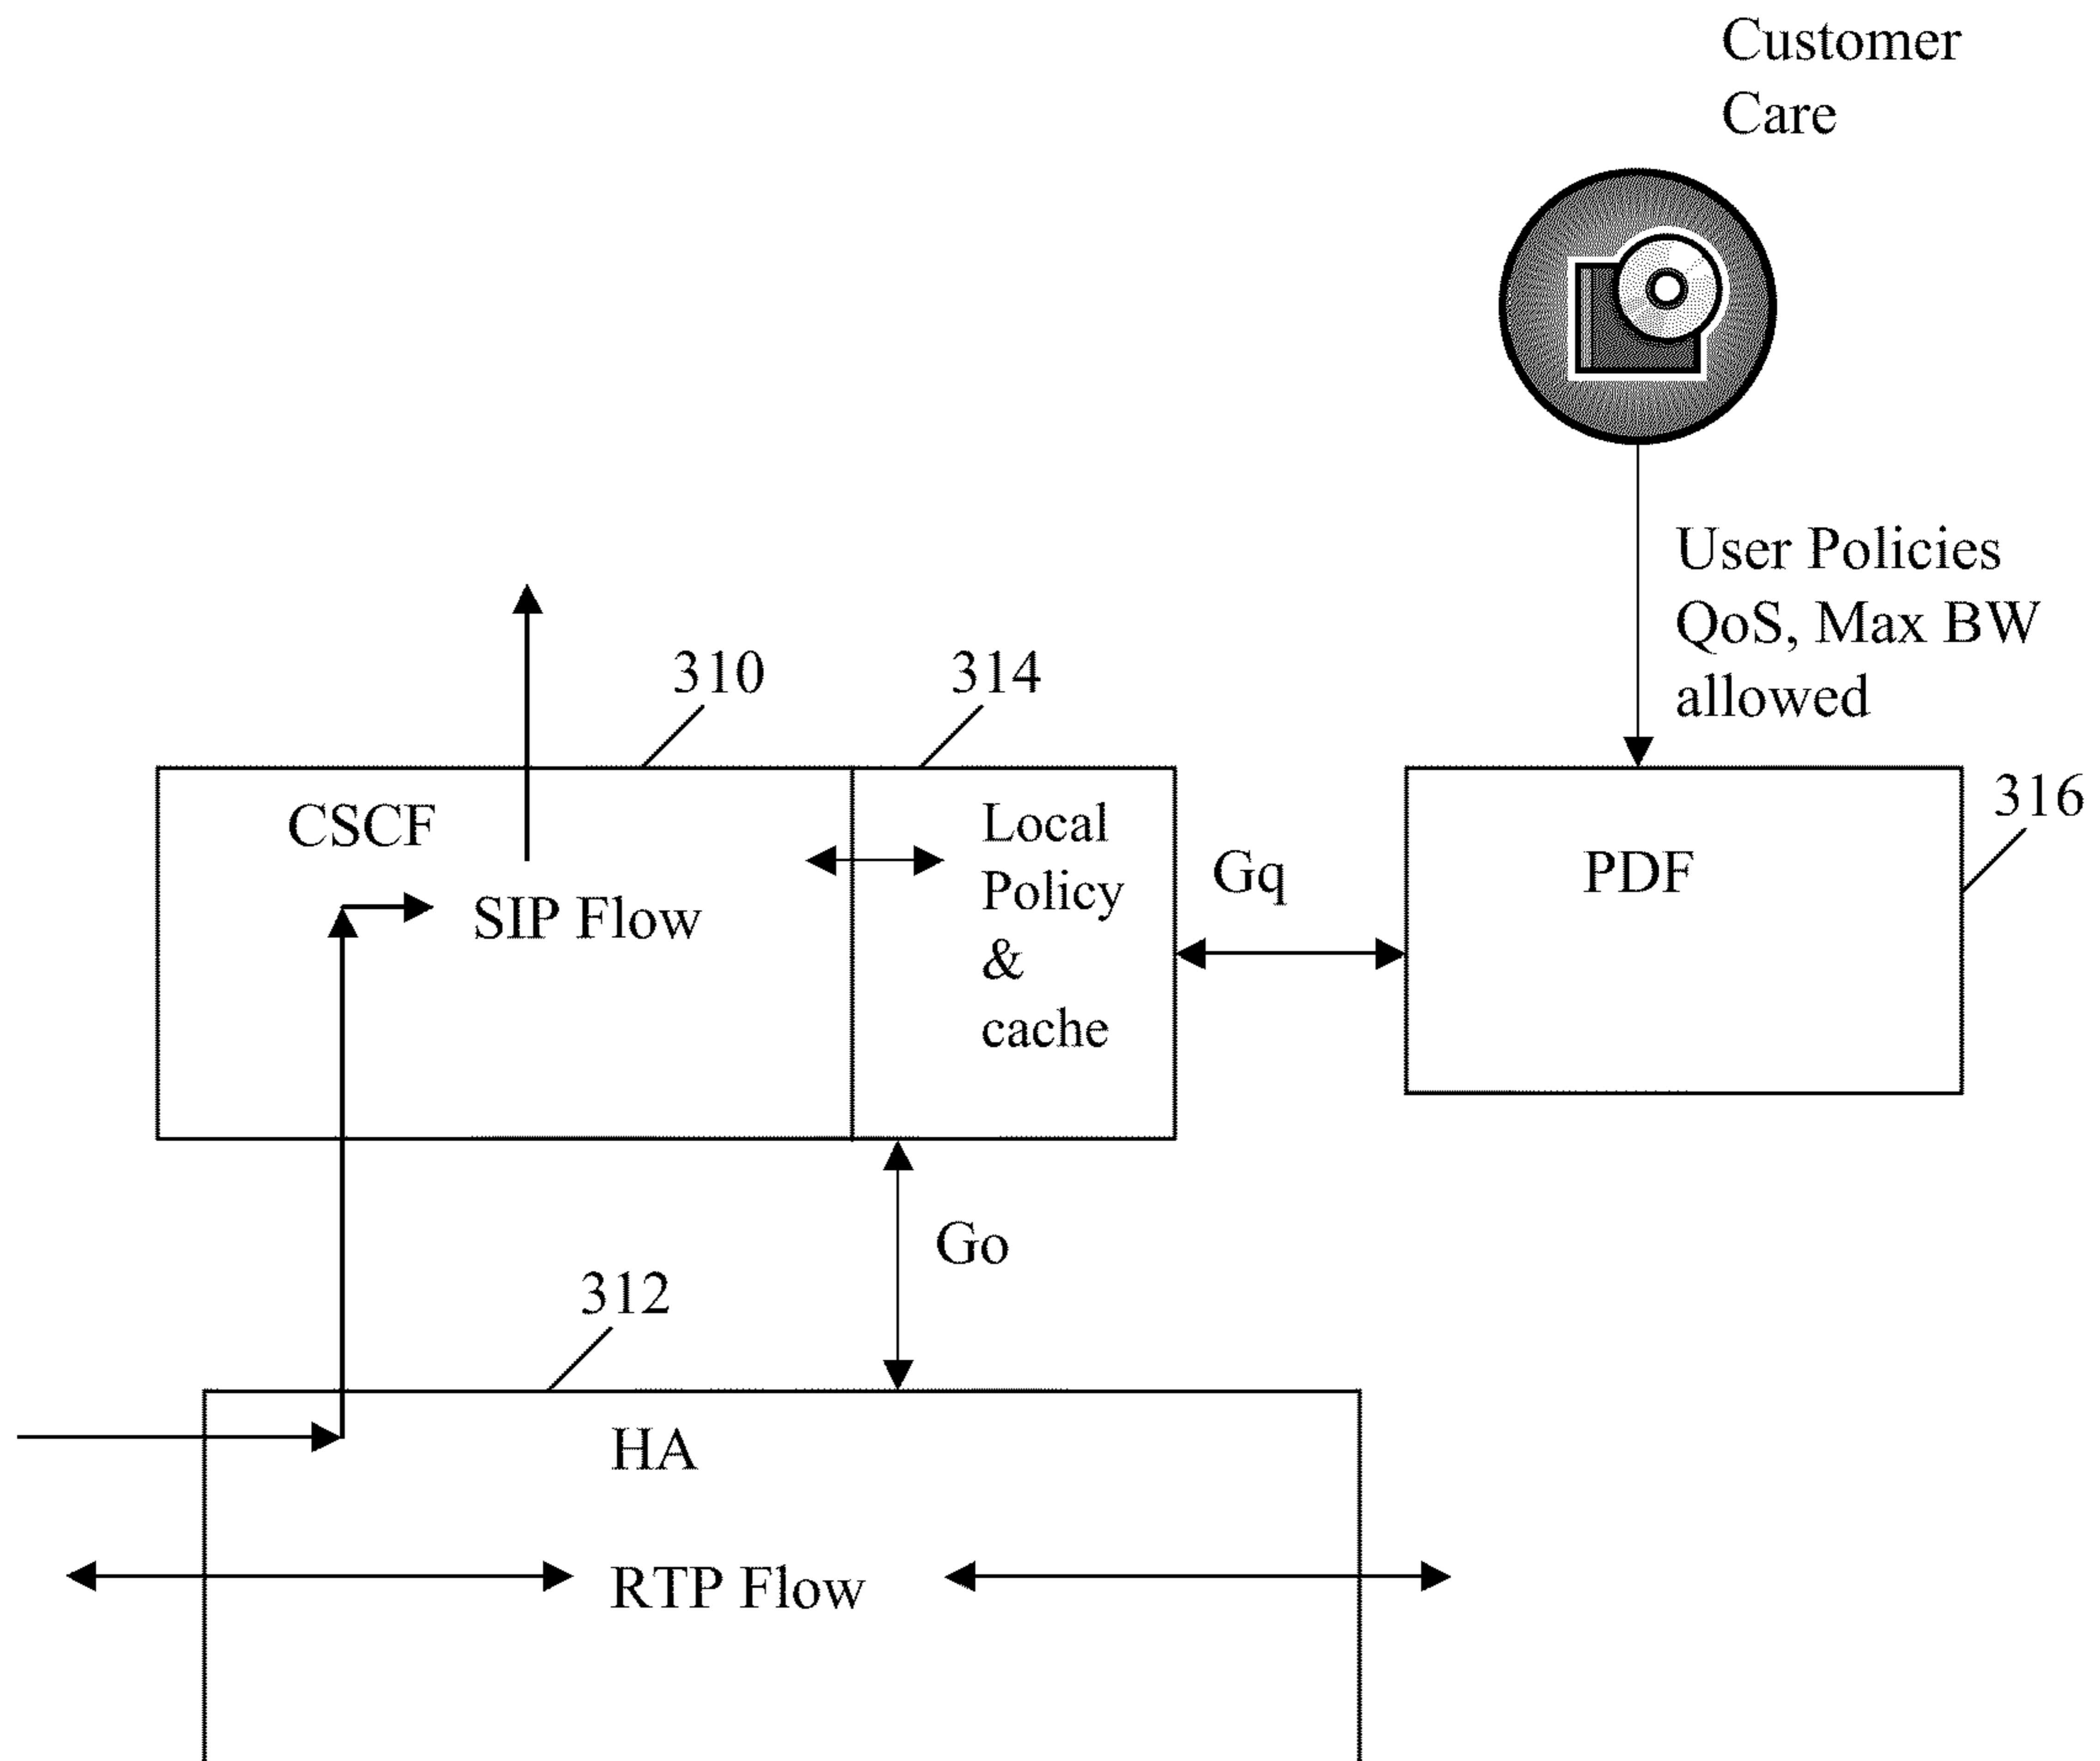 Customer
Care
User Policies
QoS, Max BW
allowed
310
314
316
CSCF
SIP Flow
Local
Policy
&
cache
Gq
PDF
Go
312
HA
RTP Flow